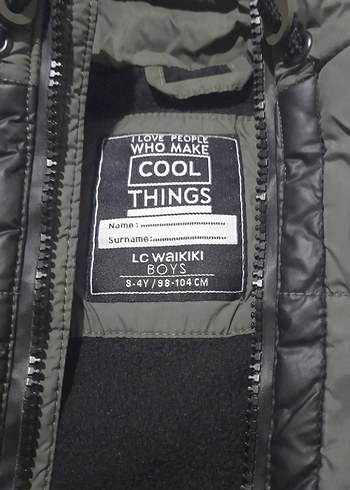 I LOVE PEOPLE
WHO MAKE
COOL
THINGS
Name:
Surname:
LC WAIKIKI
BOYS
3-4Y / 98-104 CM